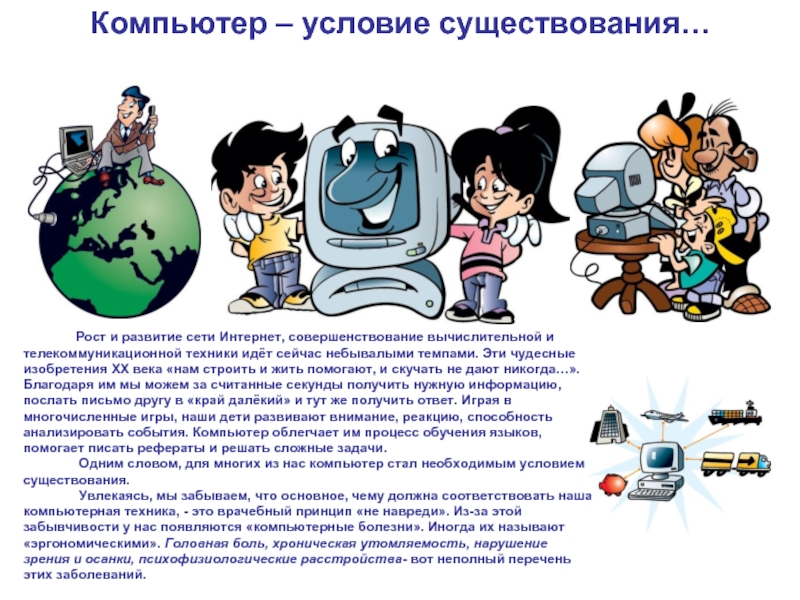 Компьютер – условие существования…
Рост и развитие сети Интернет, совершенствование вычислительной и
телекоммуникационной техники идёт сейчас небывалыми темпами. Эти чудесные
изобретения XX века «нам строить и жить помогают, и скучать не дают никогда…».
Благодаря им мы можем за считанные секунды получить нужную информацию,
послать письмо другу в «край далёкий» и тут же получить ответ. Играя в
многочисленные игры, наши дети развивают внимание, реакцию, способность
анализировать события. Компьютер облегчает им процесс обучения языков,
помогает писать рефераты и решать сложные задачи.
Одним словом, для многих из нас компьютер стал необходимым условием
существования.
Увлекаясь, мы забываем, что основное, чему должна соответствовать наша
компьютерная техника, - это врачебный принцип «не навреди». Из-за этой
забывчивости у нас появляются «компьютерные болезни». Иногда их называют
«эргономическими». Головная боль, хроническая утомляемость, нарушение
зрения и осанки, психофизиологические расстройства- вот неполный перечень
этих заболеваний.